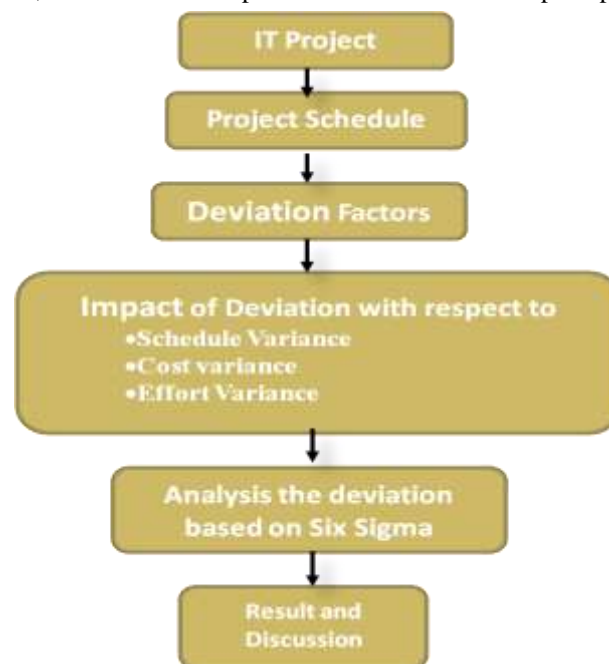 IT Project
Project Schedule
Deviation Factors
Impact of Deviation with respect to
•Schedule Variance
•Cost variance
•Effort Variance
Analysis the deviation
based on Six Sigma
Result and
Discussion